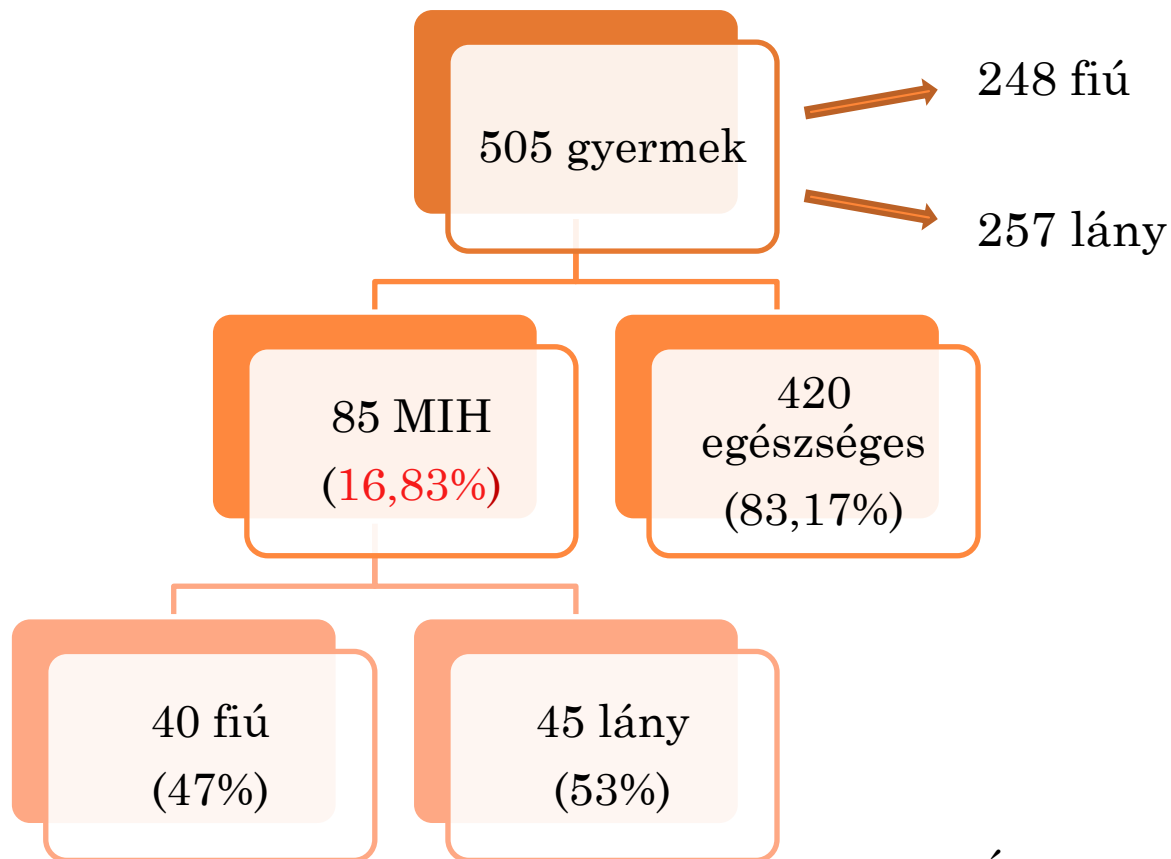 505 gyermek
248 fiú
257 lány
85 MIH
(16,83%)
420
egészséges
(83,17%)
40 fiú
(47%)
45 lány
(53%)